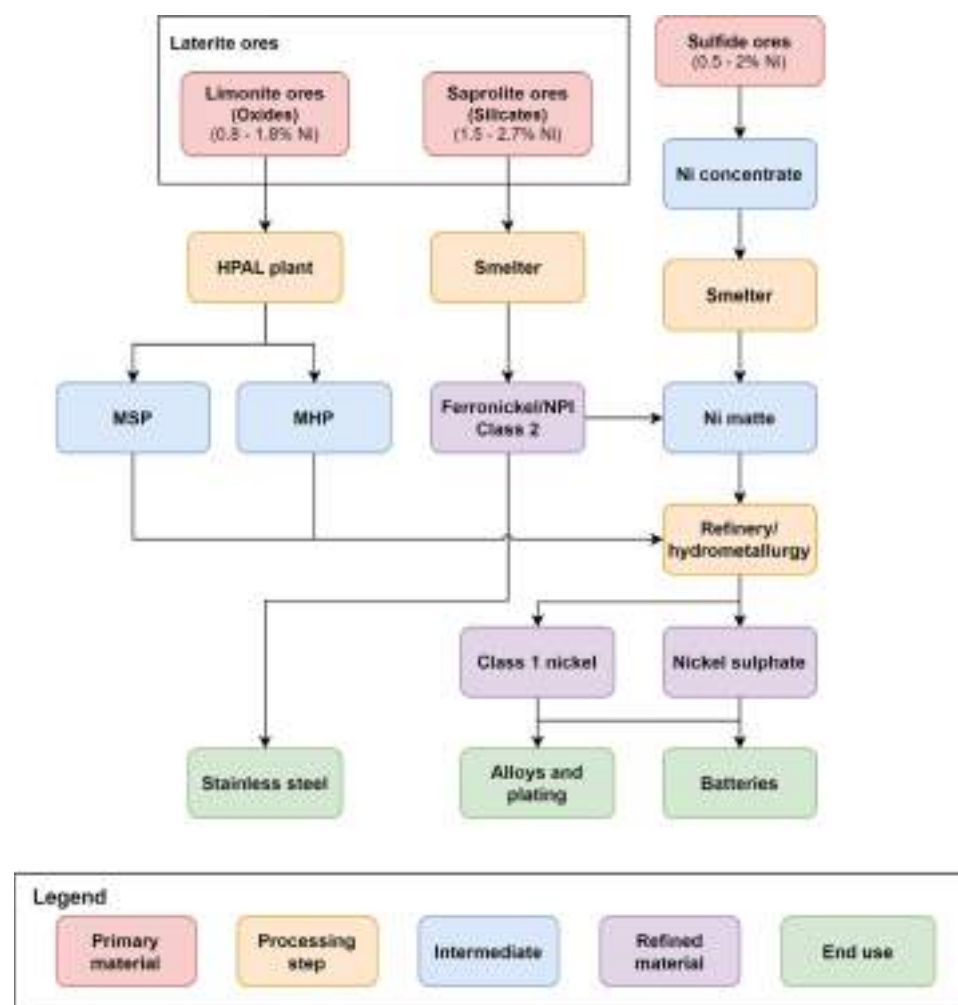 Laterite ores
Sulfide ores
(0.5 - 2% Ni)
Limonite ores
(Oxides)
(0.8 - 1.8% Ni)
Saprolite ores
(Silicates)
(1.5 - 2.7% Ni)
Ni concentrate
HPAL plant
Smelter
Smelter
MSP
MHP
Ferronickel/NPI
Class 2
Ni matte
Refinery/
hydrometallurgy
Class 1 nickel
Nickel sulphate
Stainless steel
Alloys and
plating
Batteries
Legend
Primary
material
Processing
step
Intermediate
Refined
material
End use